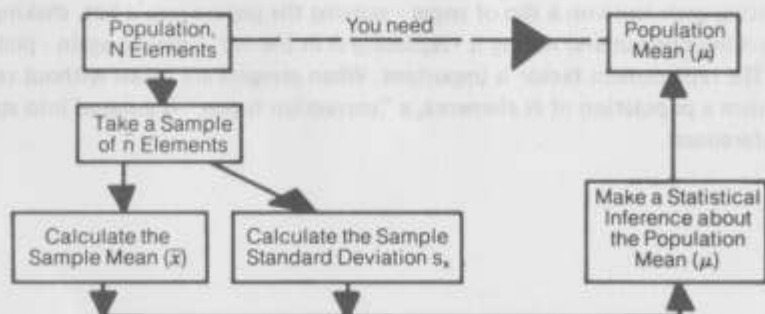 Population,
N Elements
You need
Population
Mean (μ)
Take a Sample
of n Elements
Calculate the
Sample Mean (x̄)
Calculate the Sample
Standard Deviation sₓ
Make a Statistical
Inference about
the Population
Mean (μ)